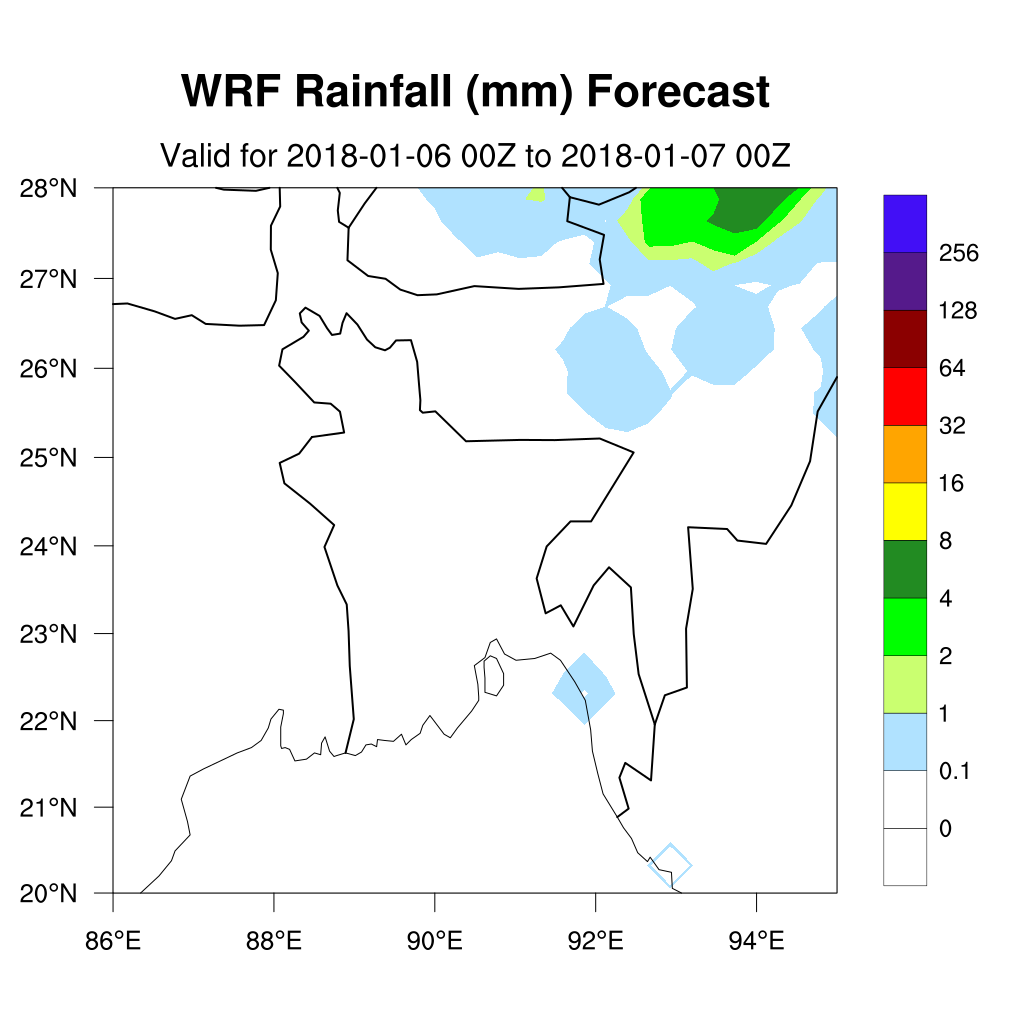 WRF Rainfall (mm) Forecast
Valid for 2018-01-06 00Z to 2018-01-07 00Z
28°N
27°N
26°N
25°N
24°N
23°N
22°N
21°N
20°N
86°E 88°E 90°E 92°E 94°E
256
128
64
32
16
8
4
2
1
0.1
0